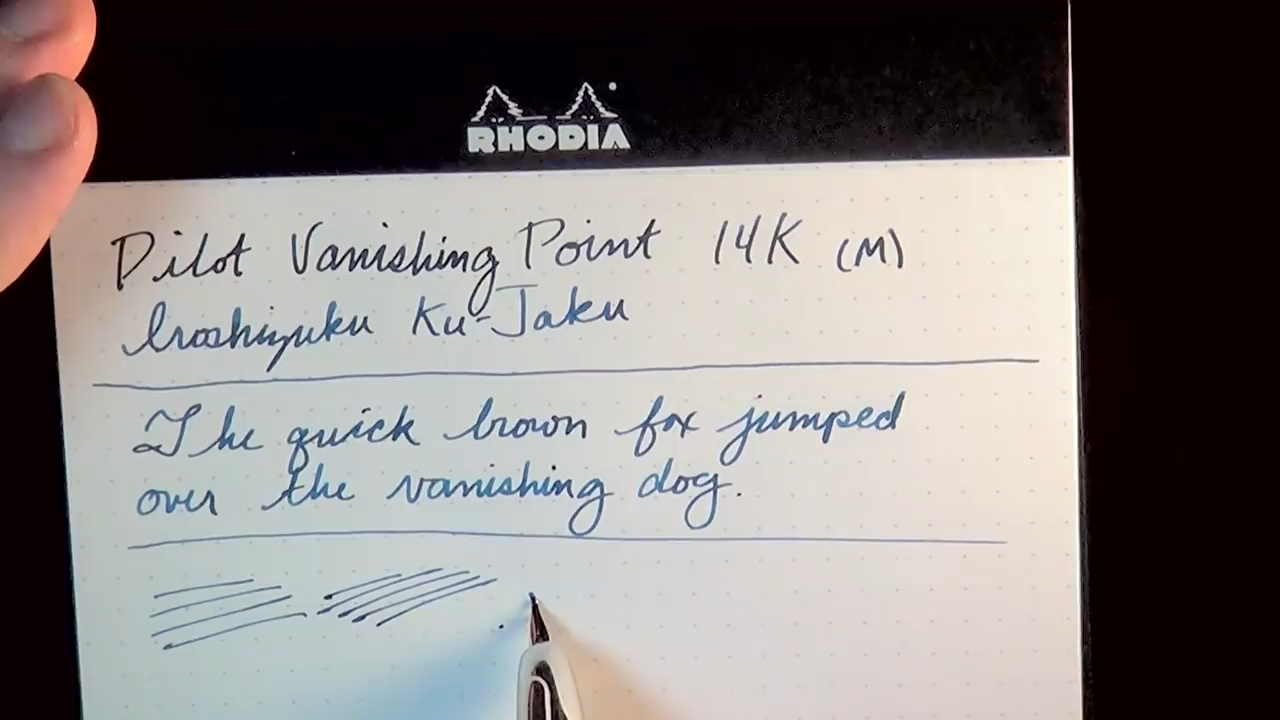 RHODIA
Pilot Vanishing Point 14K (M)
Iroshizuku Ku-Jaku
The quick brown fox jumped
over the vanishing dog.